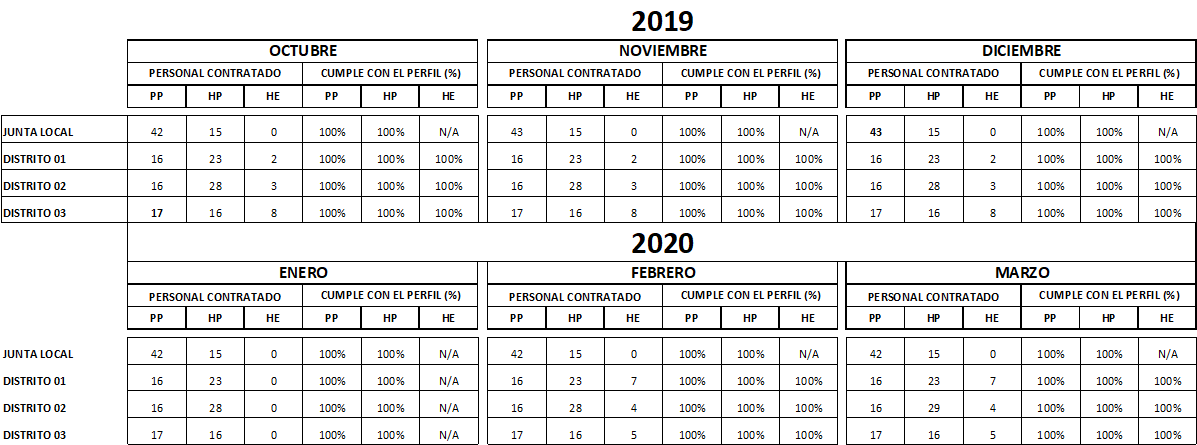 2019
OCTUBRE NOVIEMBRE DICIEMBRE
PERSONAL CONTRATADO CUMPLE CON EL PERFIL (%) PERSONAL CONTRATADO CUMPLE CON EL PERFIL (%) PERSONAL CONTRATADO CUMPLE CON EL PERFIL (%)
PP HP HE PP HP HE PP HP HE PP HP HE PP HP HE PP HP HE
JUNTA LOCAL 42 15 0 100% 100% N/A 43 15 0 100% 100% N/A 43 15 0 100% 100% N/A
DISTRITO 01 16 23 2 100% 100% 100% 16 23 2 100% 100% 100% 16 23 2 100% 100% 100%
DISTRITO 02 16 28 3 100% 100% 100% 16 28 3 100% 100% 100% 16 28 3 100% 100% 100%
DISTRITO 03 17 16 8 100% 100% 100% 17 16 8 100% 100% 100% 17 16 8 100% 100% 100%
2020
ENERO FEBRERO MARZO
PERSONAL CONTRATADO CUMPLE CON EL PERFIL (%) PERSONAL CONTRATADO CUMPLE CON EL PERFIL (%) PERSONAL CONTRATADO CUMPLE CON EL PERFIL (%)
PP HP HE PP HP HE PP HP HE PP HP HE PP HP HE PP HP HE
JUNTA LOCAL 42 15 0 100% 100% N/A 42 15 0 100% 100% N/A 42 15 0 100% 100% N/A
DISTRITO 01 16 23 0 100% 100% N/A 16 23 7 100% 100% 100% 16 23 7 100% 100% 100%
DISTRITO 02 16 28 0 100% 100% N/A 16 28 4 100% 100% 100% 16 29 4 100% 100% 100%
DISTRITO 03 17 16 0 100% 100% N/A 17 16 5 100% 100% 100% 17 16 5 100% 100% 100%